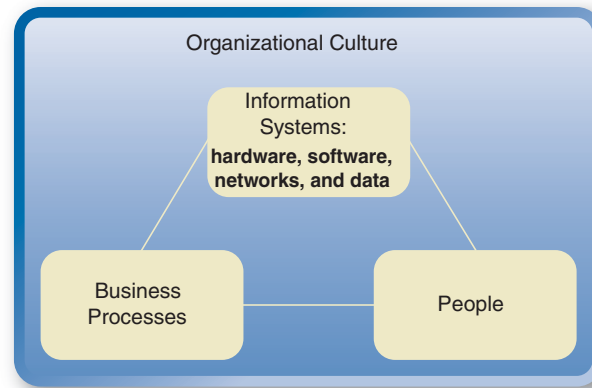 Organizational Culture
Information
Systems:
hardware, software,
networks, and data
Business
Processes
People